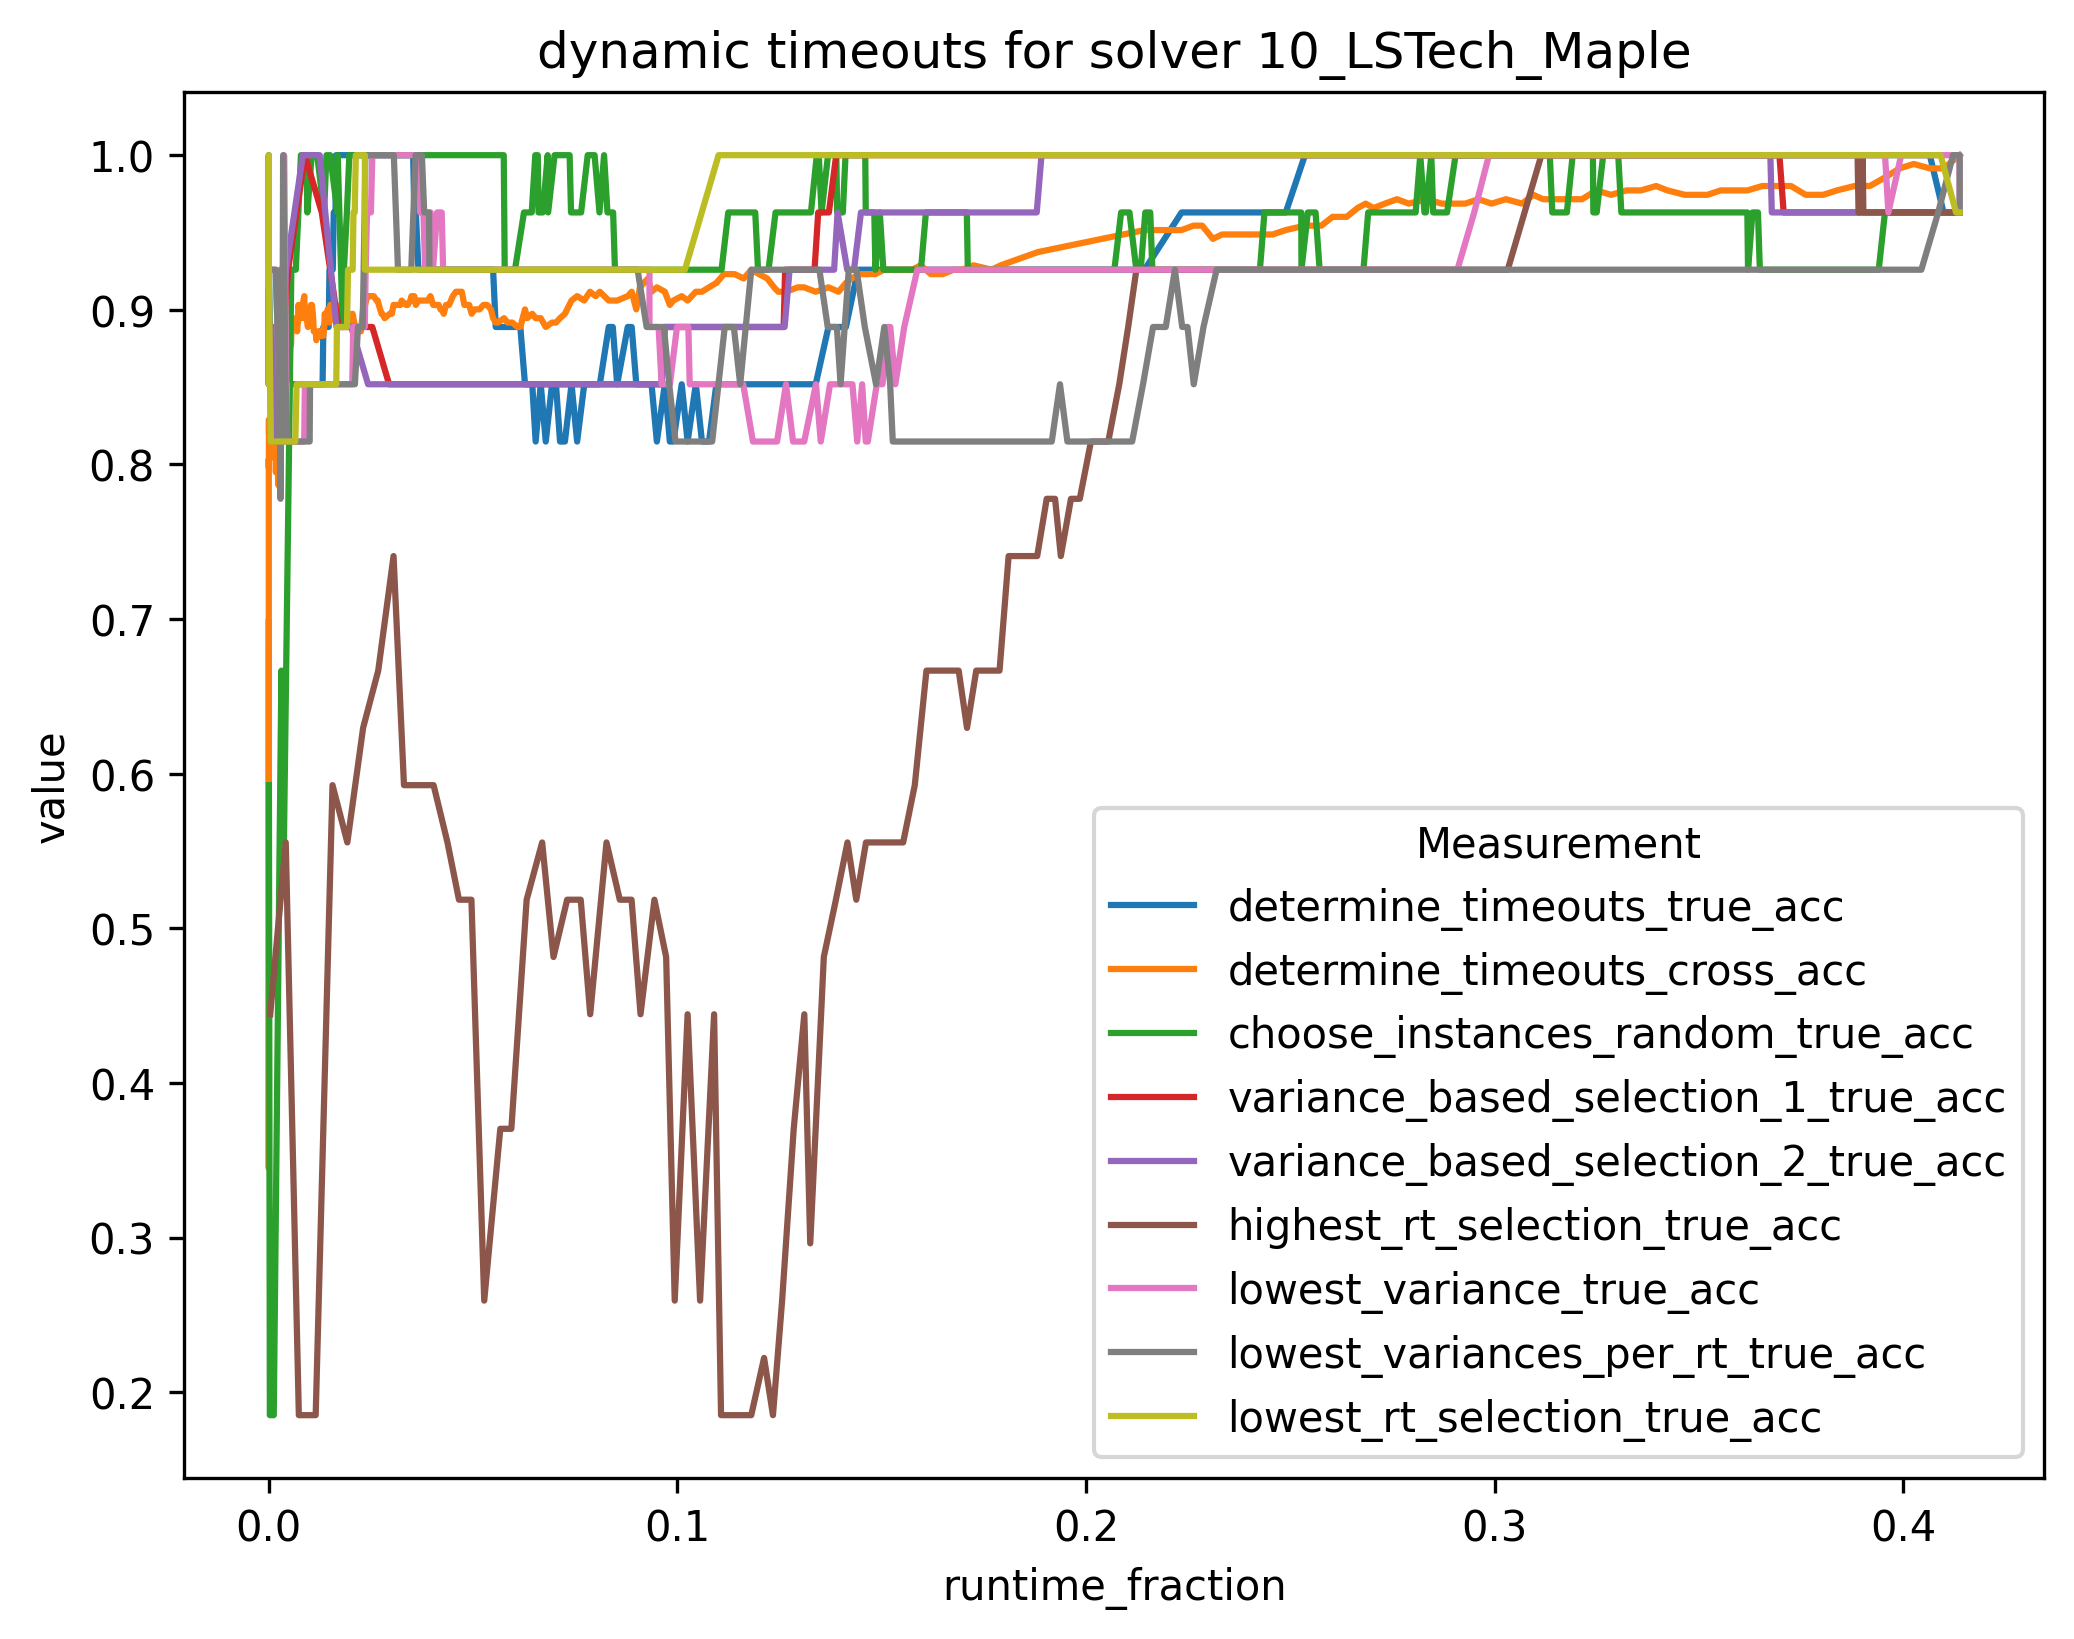 dynamic timeouts for solver 10_LSTech_Maple
1.0
0.9
0.8
0.7
0.6
0.5
0.4
0.3
0.2
value
0.0
0.1
0.2
0.3
0.4
runtime_fraction
Measurement
determine_timeouts_true_acc
determine_timeouts_cross_acc
choose_instances_random_true_acc
variance_based_selection_1_true_acc
variance_based_selection_2_true_acc
highest_rt_selection_true_acc
lowest_variance_true_acc
lowest_variances_per_rt_true_acc
lowest_rt_selection_true_acc